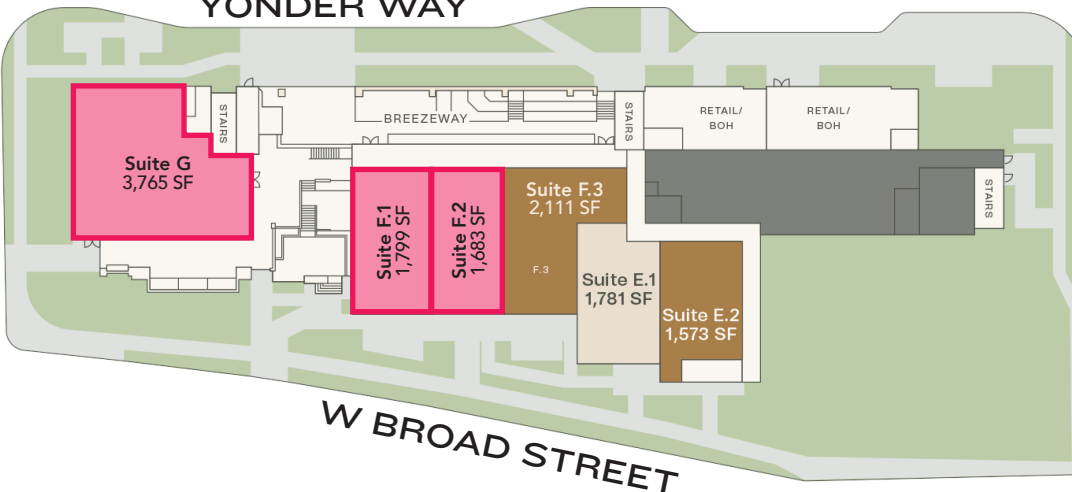 YONDER WAY
STAIRS
BREEZEWAY
STAIRS
RETAIL/
BOH
RETAIL/
BOH
Suite G
3,765 SF
Suite F.1
1,799 SF
Suite F.2
1,683 SF
Suite F.3
2,111 SF
F.3
STAIRS
Suite E.1
1,781 SF
Suite E.2
1,573 SF
W BROAD STREET